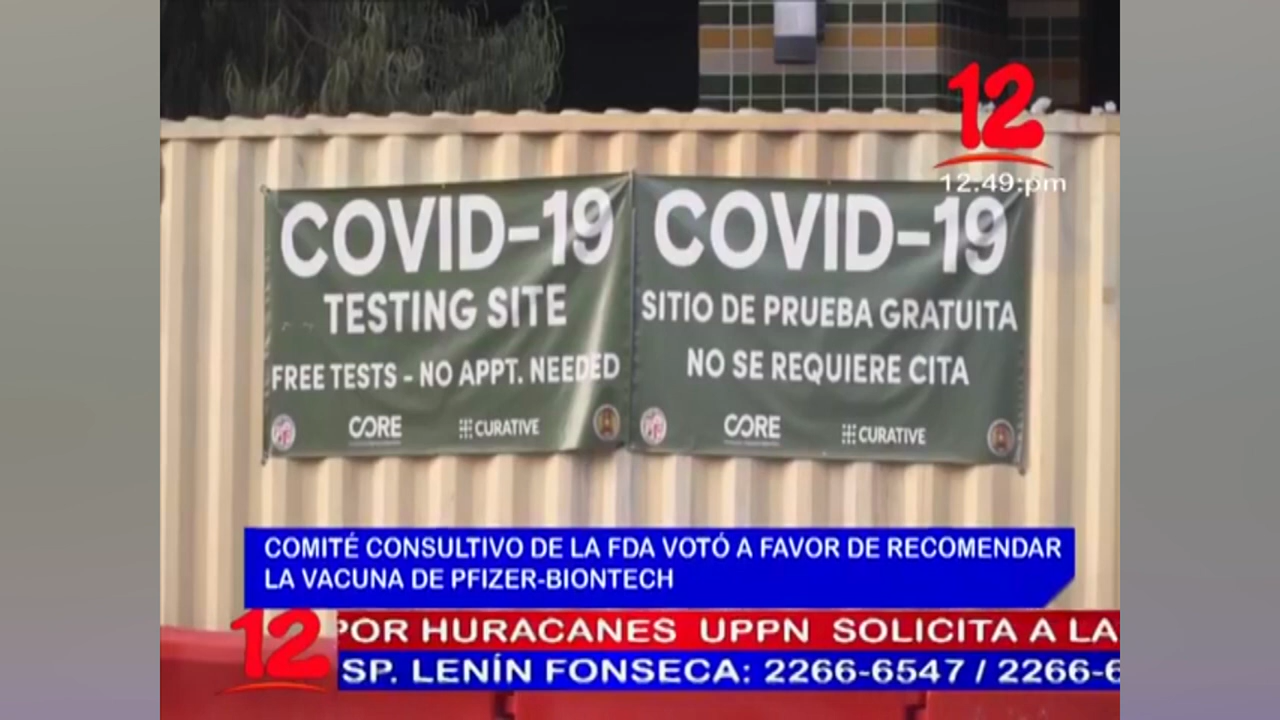 12
12:49:pm
COVID-19
TESTING SITE
FREE TESTS - NO APPT. NEEDED
CORE
CURATIVE
COVID-19
SITIO DE PRUEBA GRATUITA
NO SE REQUIERE CITA
CORE
CURATIVE
COMITÉ CONSULTIVO DE LA FDA VOTÓ A FAVOR DE RECOMENDAR
LA VACUNA DE PFIZER-BIONTECH
12
POR HURACANES UPPN SOLICITA A LA
SP. LENÍN FONSECA: 2266-6547 / 2266-6